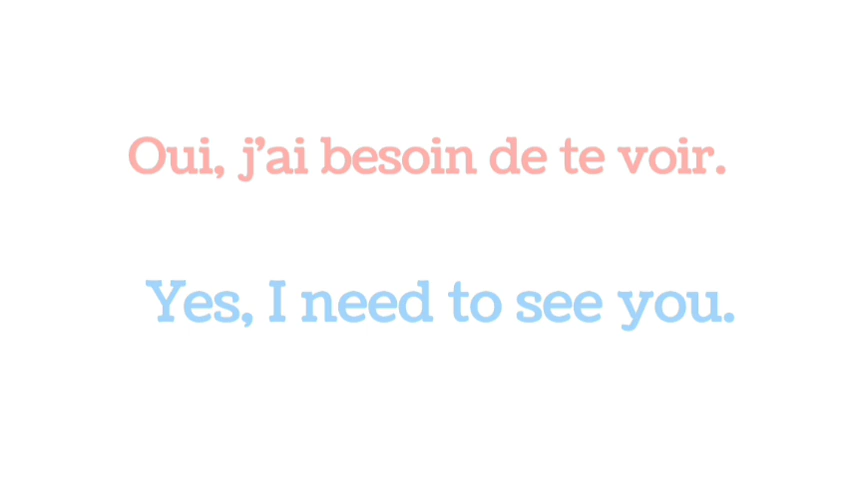 Oui, j’ai besoin de te voir.
Yes, I need to see you.